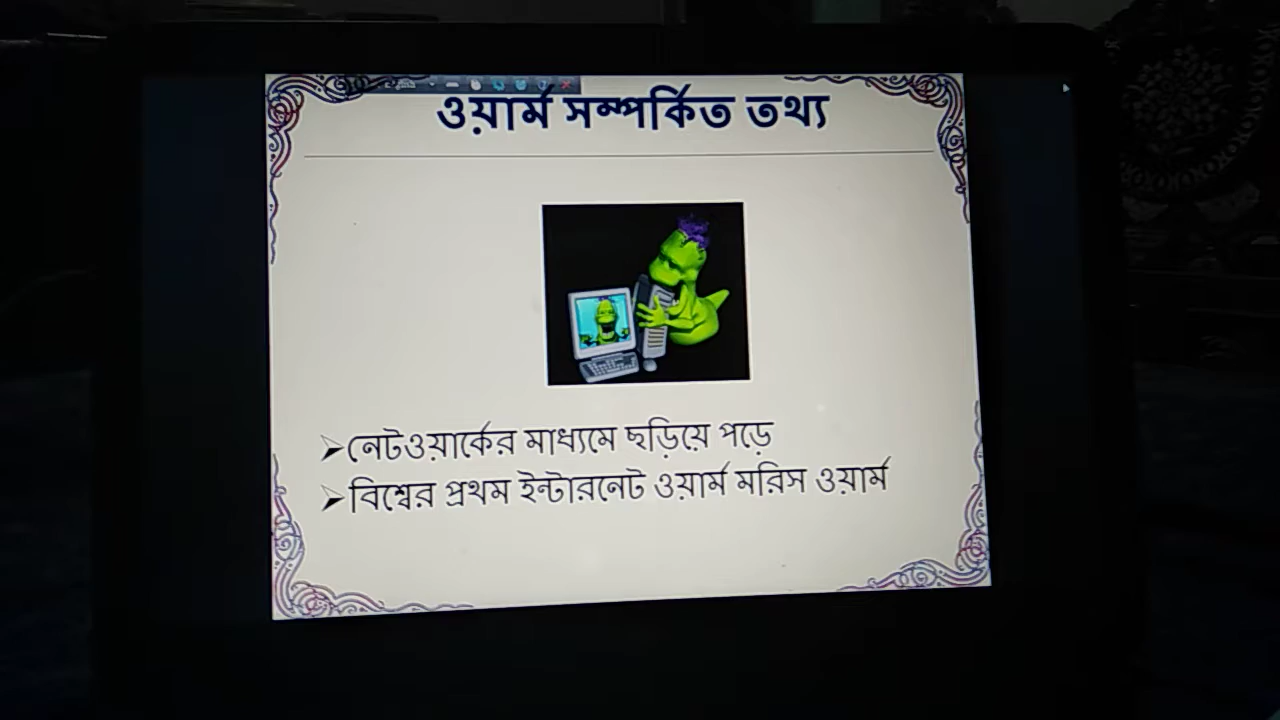 ওয়ার্ম সম্পর্কিত তথ্য
➢নেটওয়ার্কের মাধ্যমে ছড়িয়ে পড়ে
➢বিশ্বের প্রথম ইন্টারনেট ওয়ার্ম মরিস ওয়ার্ম